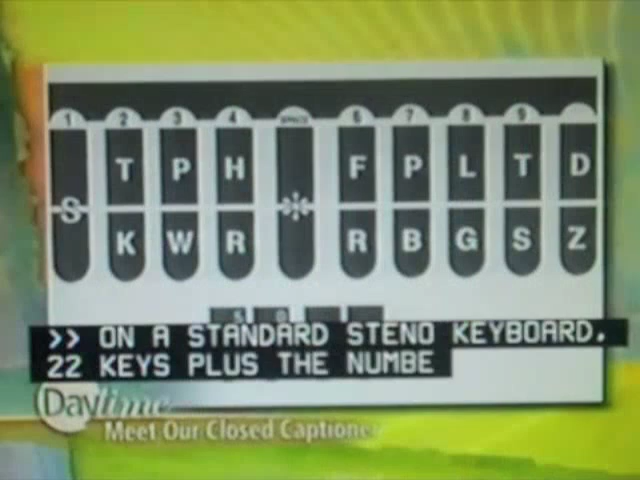 1 2 3 4 6 7 8 9
T P H F P L T D
S *
K W R R B G S Z
>> ON A STANDARD STENO KEYBOARD.
22 KEYS PLUS THE NUMBE
Daytime
Meet Our Closed Captioner